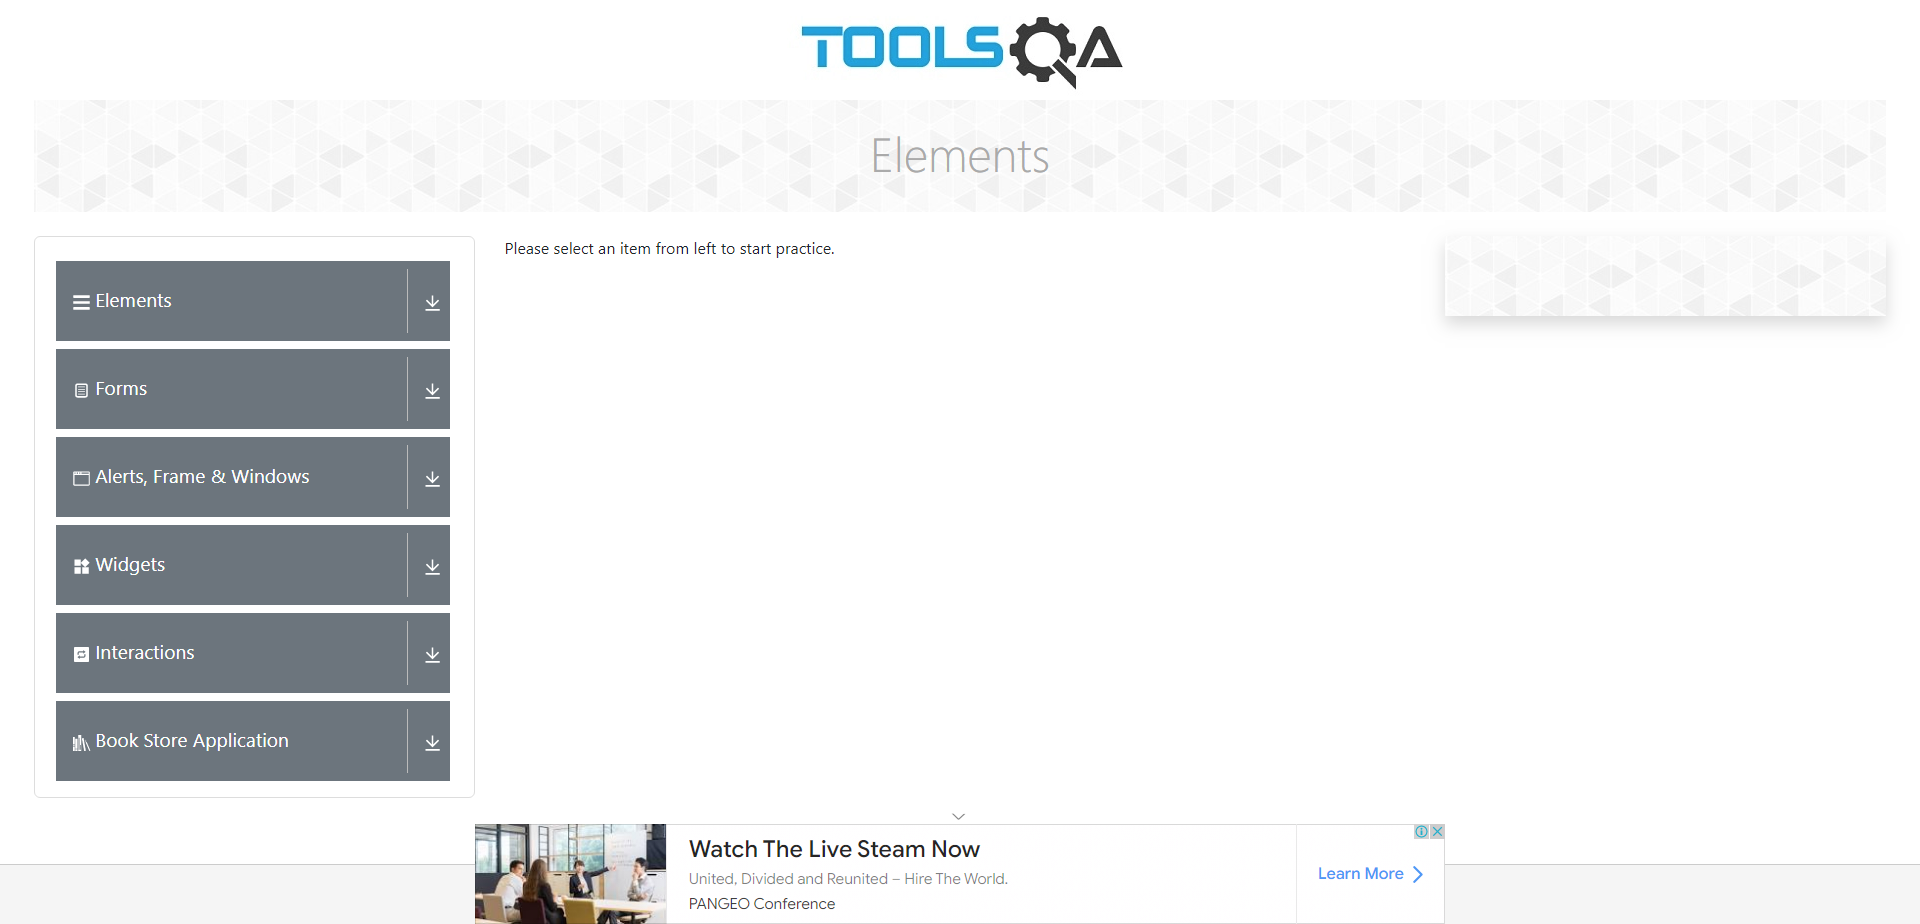 TOOLSQA
Elements
Please select an item from left to start practice.
Elements
Forms
Alerts, Frame & Windows
Widgets
Interactions
Book Store Application
Watch The Live Steam Now
United, Divided and Reunited – Hire The World.
PANGEO Conference
Learn More